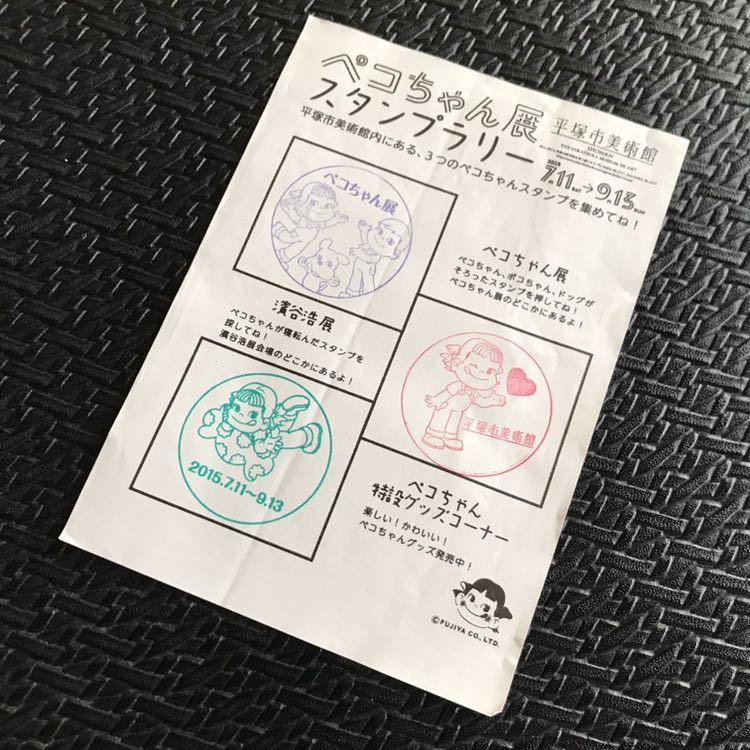 ペコちゃん展
スタンプラリー
平塚市美術館
SHONAN
THE HIRATSUKA MUSEUM OF ART
2015
7.11.SAT→9.13.SUN
平塚市美術館内にある、3つのペコちゃんスタンプを集めてね!
ペコちゃん展
ペコちゃん展
ペコちゃん、ポコちゃん、ドッグが
そろったスタンプを押してね!
ペコちゃん展のどこかにあるよ!
濱谷浩展
ペコちゃんが寝転んだスタンプを
探してね!
濱谷浩展会場のどこかにあるよ!
平塚市美術館
2015.7.11〜9.13
ペコちゃん
特設グッズコーナー
楽しい!かわいい!
ペコちゃんグッズ発売中!
©FUJIYA CO., LTD.